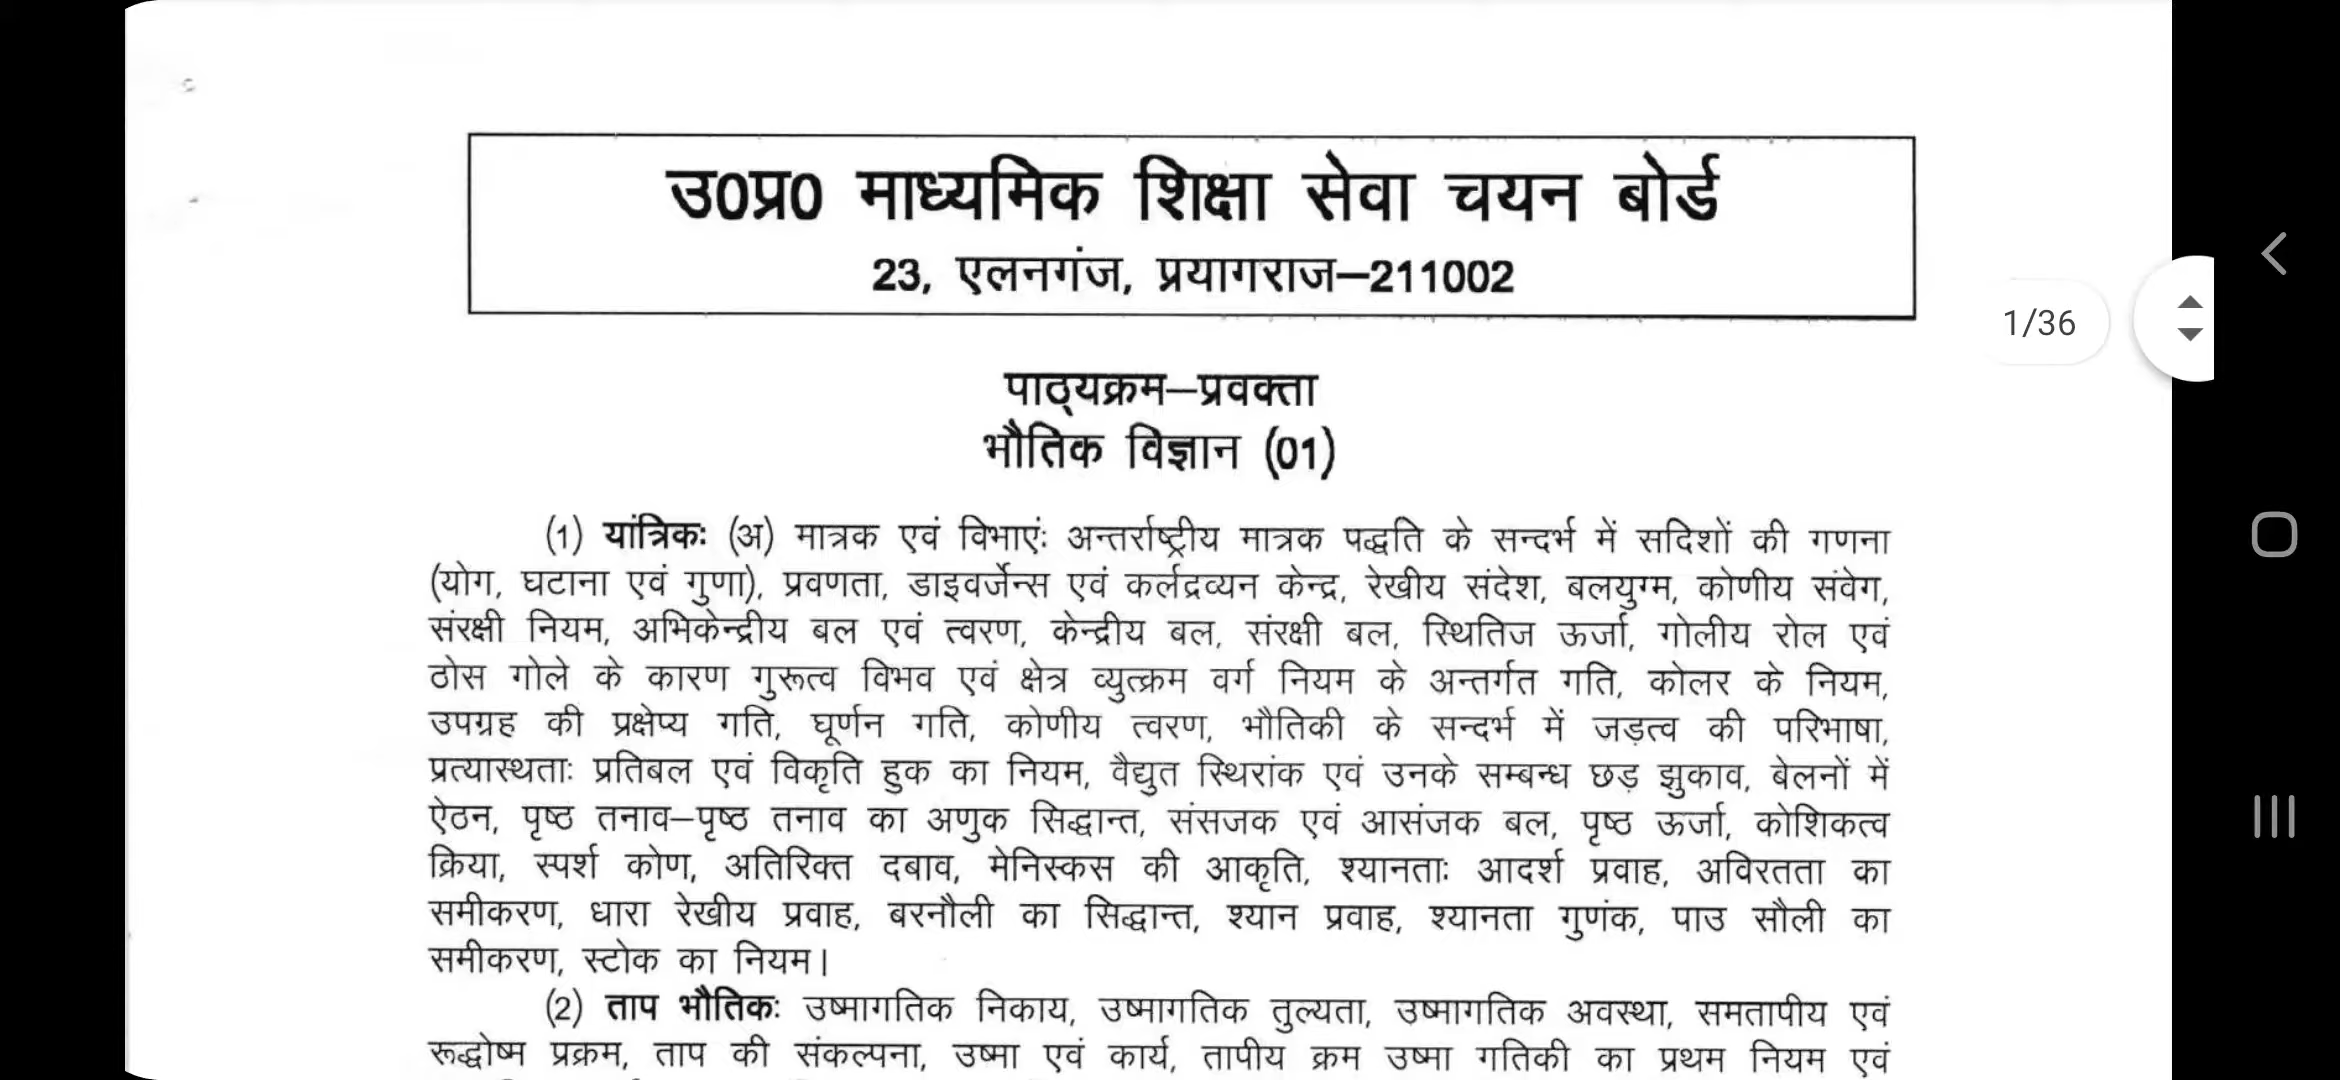 उ0प्र0 माध्यमिक शिक्षा सेवा चयन बोर्ड
23, एलनगंज, प्रयागराज–211002
1/36
पाठ्यक्रम–प्रवक्ता
भौतिक विज्ञान (01)
(1) यांत्रिकः (अ) मात्रक एवं विभाएंः अन्तर्राष्ट्रीय मात्रक पद्धति के सन्दर्भ में सदिशों की गणना
(योग, घटाना एवं गुणा), प्रवणता, डाइवर्जेन्स एवं कर्लद्रव्यन केन्द्र, रेखीय संदेश, बलयुग्म, कोणीय संवेग,
संरक्षी नियम, अभिकेन्द्रीय बल एवं त्वरण, केन्द्रीय बल, संरक्षी बल, स्थितिज ऊर्जा, गोलीय रोल एवं
ठोस गोले के कारण गुरूत्व विभव एवं क्षेत्र व्युत्क्रम वर्ग नियम के अन्तर्गत गति, कोलर के नियम,
उपग्रह की प्रक्षेप्य गति, घूर्णन गति, कोणीय त्वरण, भौतिकी के सन्दर्भ में जड़त्व की परिभाषा,
प्रत्यास्थताः प्रतिबल एवं विकृति हुक का नियम, वैद्युत स्थिरांक एवं उनके सम्बन्ध छड़ झुकाव, बेलनों में
ऐठन, पृष्ठ तनाव–पृष्ठ तनाव का अणुक सिद्धान्त, संसजक एवं आसंजक बल, पृष्ठ ऊर्जा, कोशिकत्व
क्रिया, स्पर्श कोण, अतिरिक्त दबाव, मेनिस्कस की आकृति, श्यानताः आदर्श प्रवाह, अविरतता का
समीकरण, धारा रेखीय प्रवाह, बरनौली का सिद्धान्त, श्यान प्रवाह, श्यानता गुणंक, पाउ सौली का
समीकरण, स्टोक का नियम।
(2) ताप भौतिकः उष्मागतिक निकाय, उष्मागतिक तुल्यता, उष्मागतिक अवस्था, समतापीय एवं
रूद्धोष्म प्रक्रम, ताप की संकल्पना, उष्मा एवं कार्य, तापीय क्रम उष्मा गतिकी का प्रथम नियम एवं